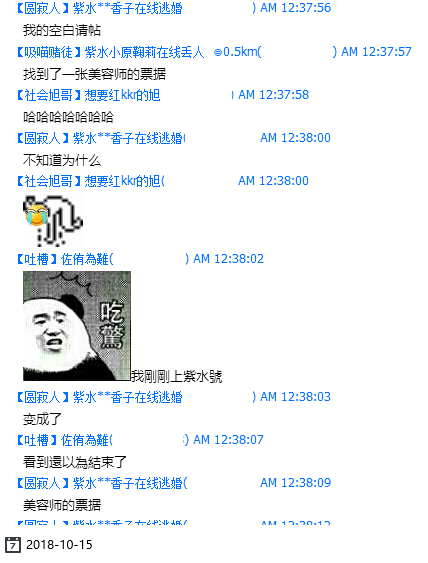 【圆寂人】紫水**香子在线逃婚 ) AM 12:37:56
我的空白请帖
【吸喵赌徒】紫水小原鞠莉在线丢人 @0.5km( ) AM 12:37:57
找到了一张美容师的票据
【社会旭哥】想要红kkr的旭 ) AM 12:37:58
哈哈哈哈哈哈哈
【圆寂人】紫水**香子在线逃婚( AM 12:38:00
不知道为什么
【社会旭哥】想要红kkr的旭( AM 12:38:00
【吐槽】佐侑為難( ) AM 12:38:02
吃驚
我剛剛上紫水號
【圆寂人】紫水**香子在线逃婚 ) AM 12:38:03
变成了
【吐槽】佐侑為難( ) AM 12:38:07
看到還以為結束了
【圆寂人】紫水**香子在线逃婚( AM 12:38:09
美容师的票据
【圆寂人】紫水**香子在线逃婚( AM 12:38:12
7 2018-10-15